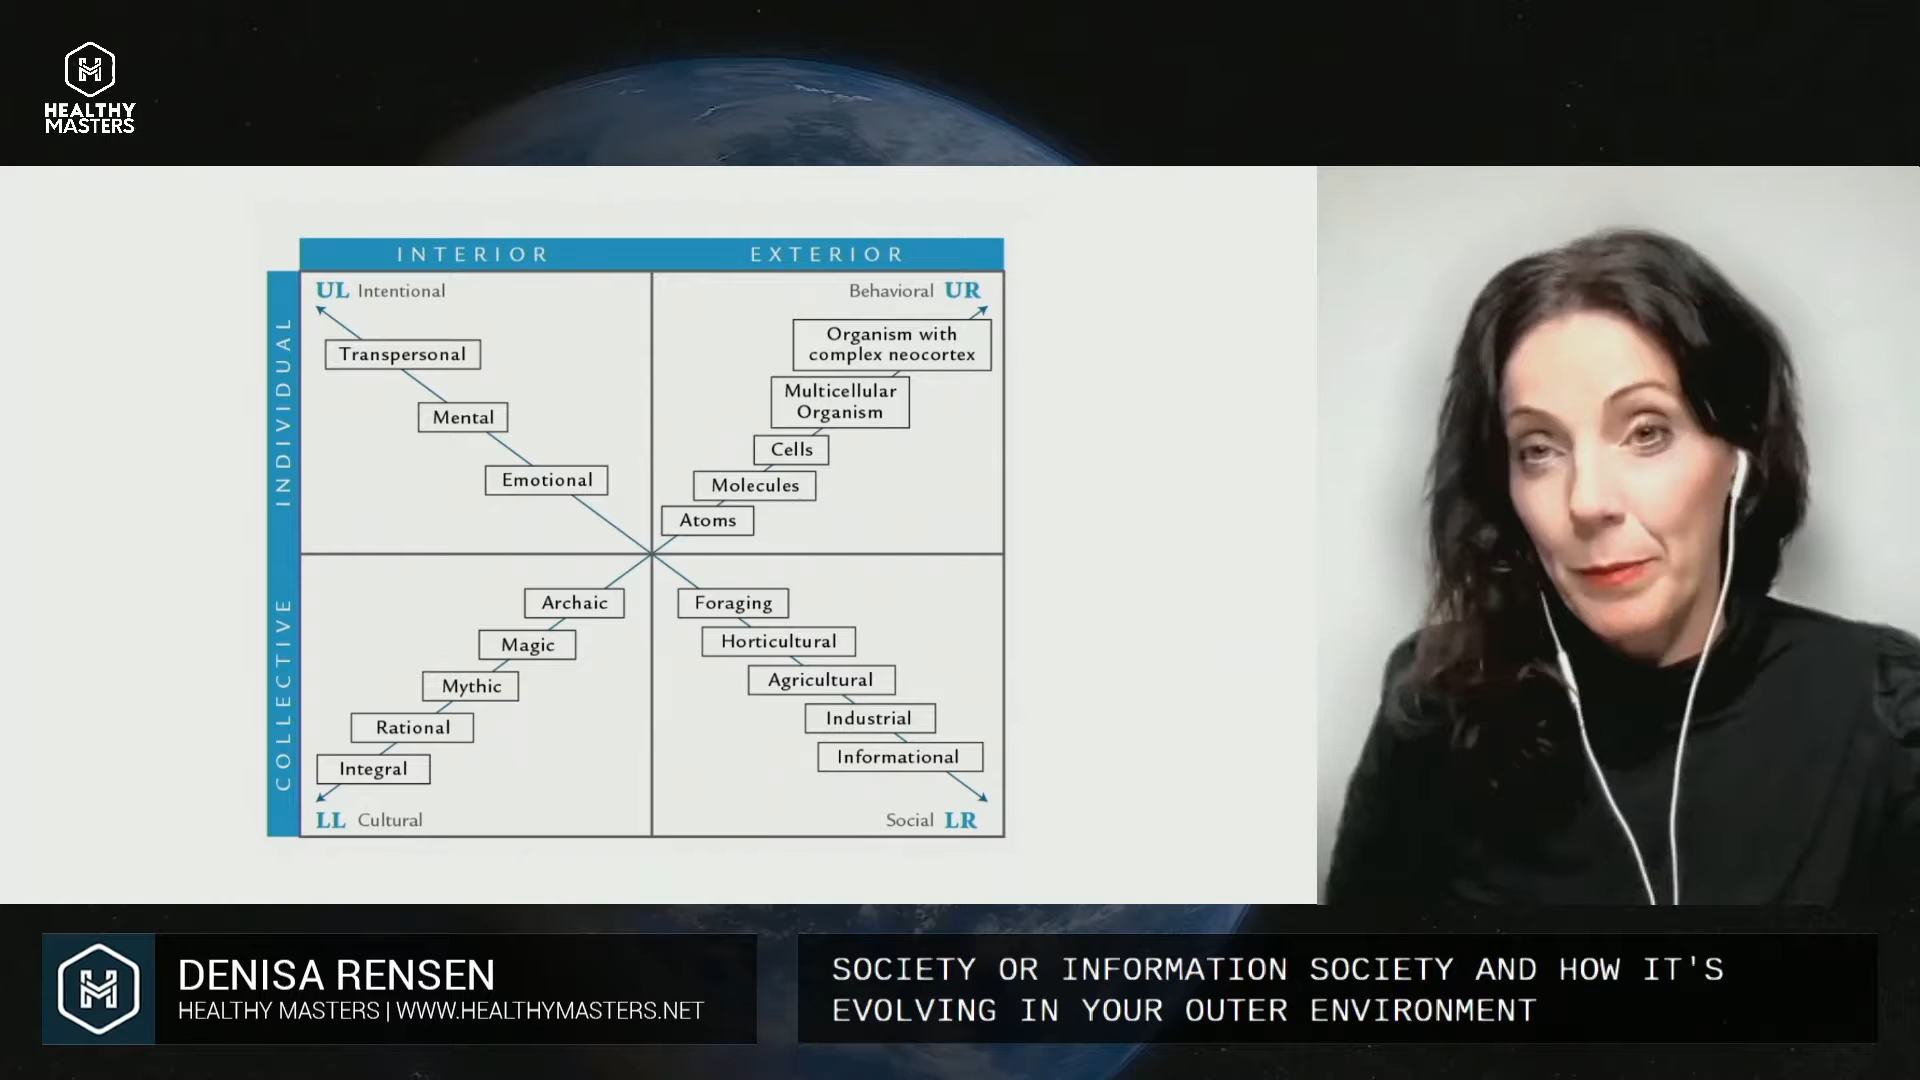 HEALTHY
MASTERS
INTERIOR
EXTERIOR
INDIVIDUAL
COLLECTIVE
UL Intentional
Transpersonal
Mental
Emotional
Behavioral UR
Organism with
complex neocortex
Multicellular
Organism
Cells
Molecules
Atoms
Archaic
Magic
Mythic
Rational
Integral
LL Cultural
Foraging
Horticultural
Agricultural
Industrial
Informational
Social LR
DENISA RENSEN
HEALTHY MASTERS | WWW.HEALTHYMASTERS.NET
SOCIETY OR INFORMATION SOCIETY AND HOW IT'S
EVOLVING IN YOUR OUTER ENVIRONMENT